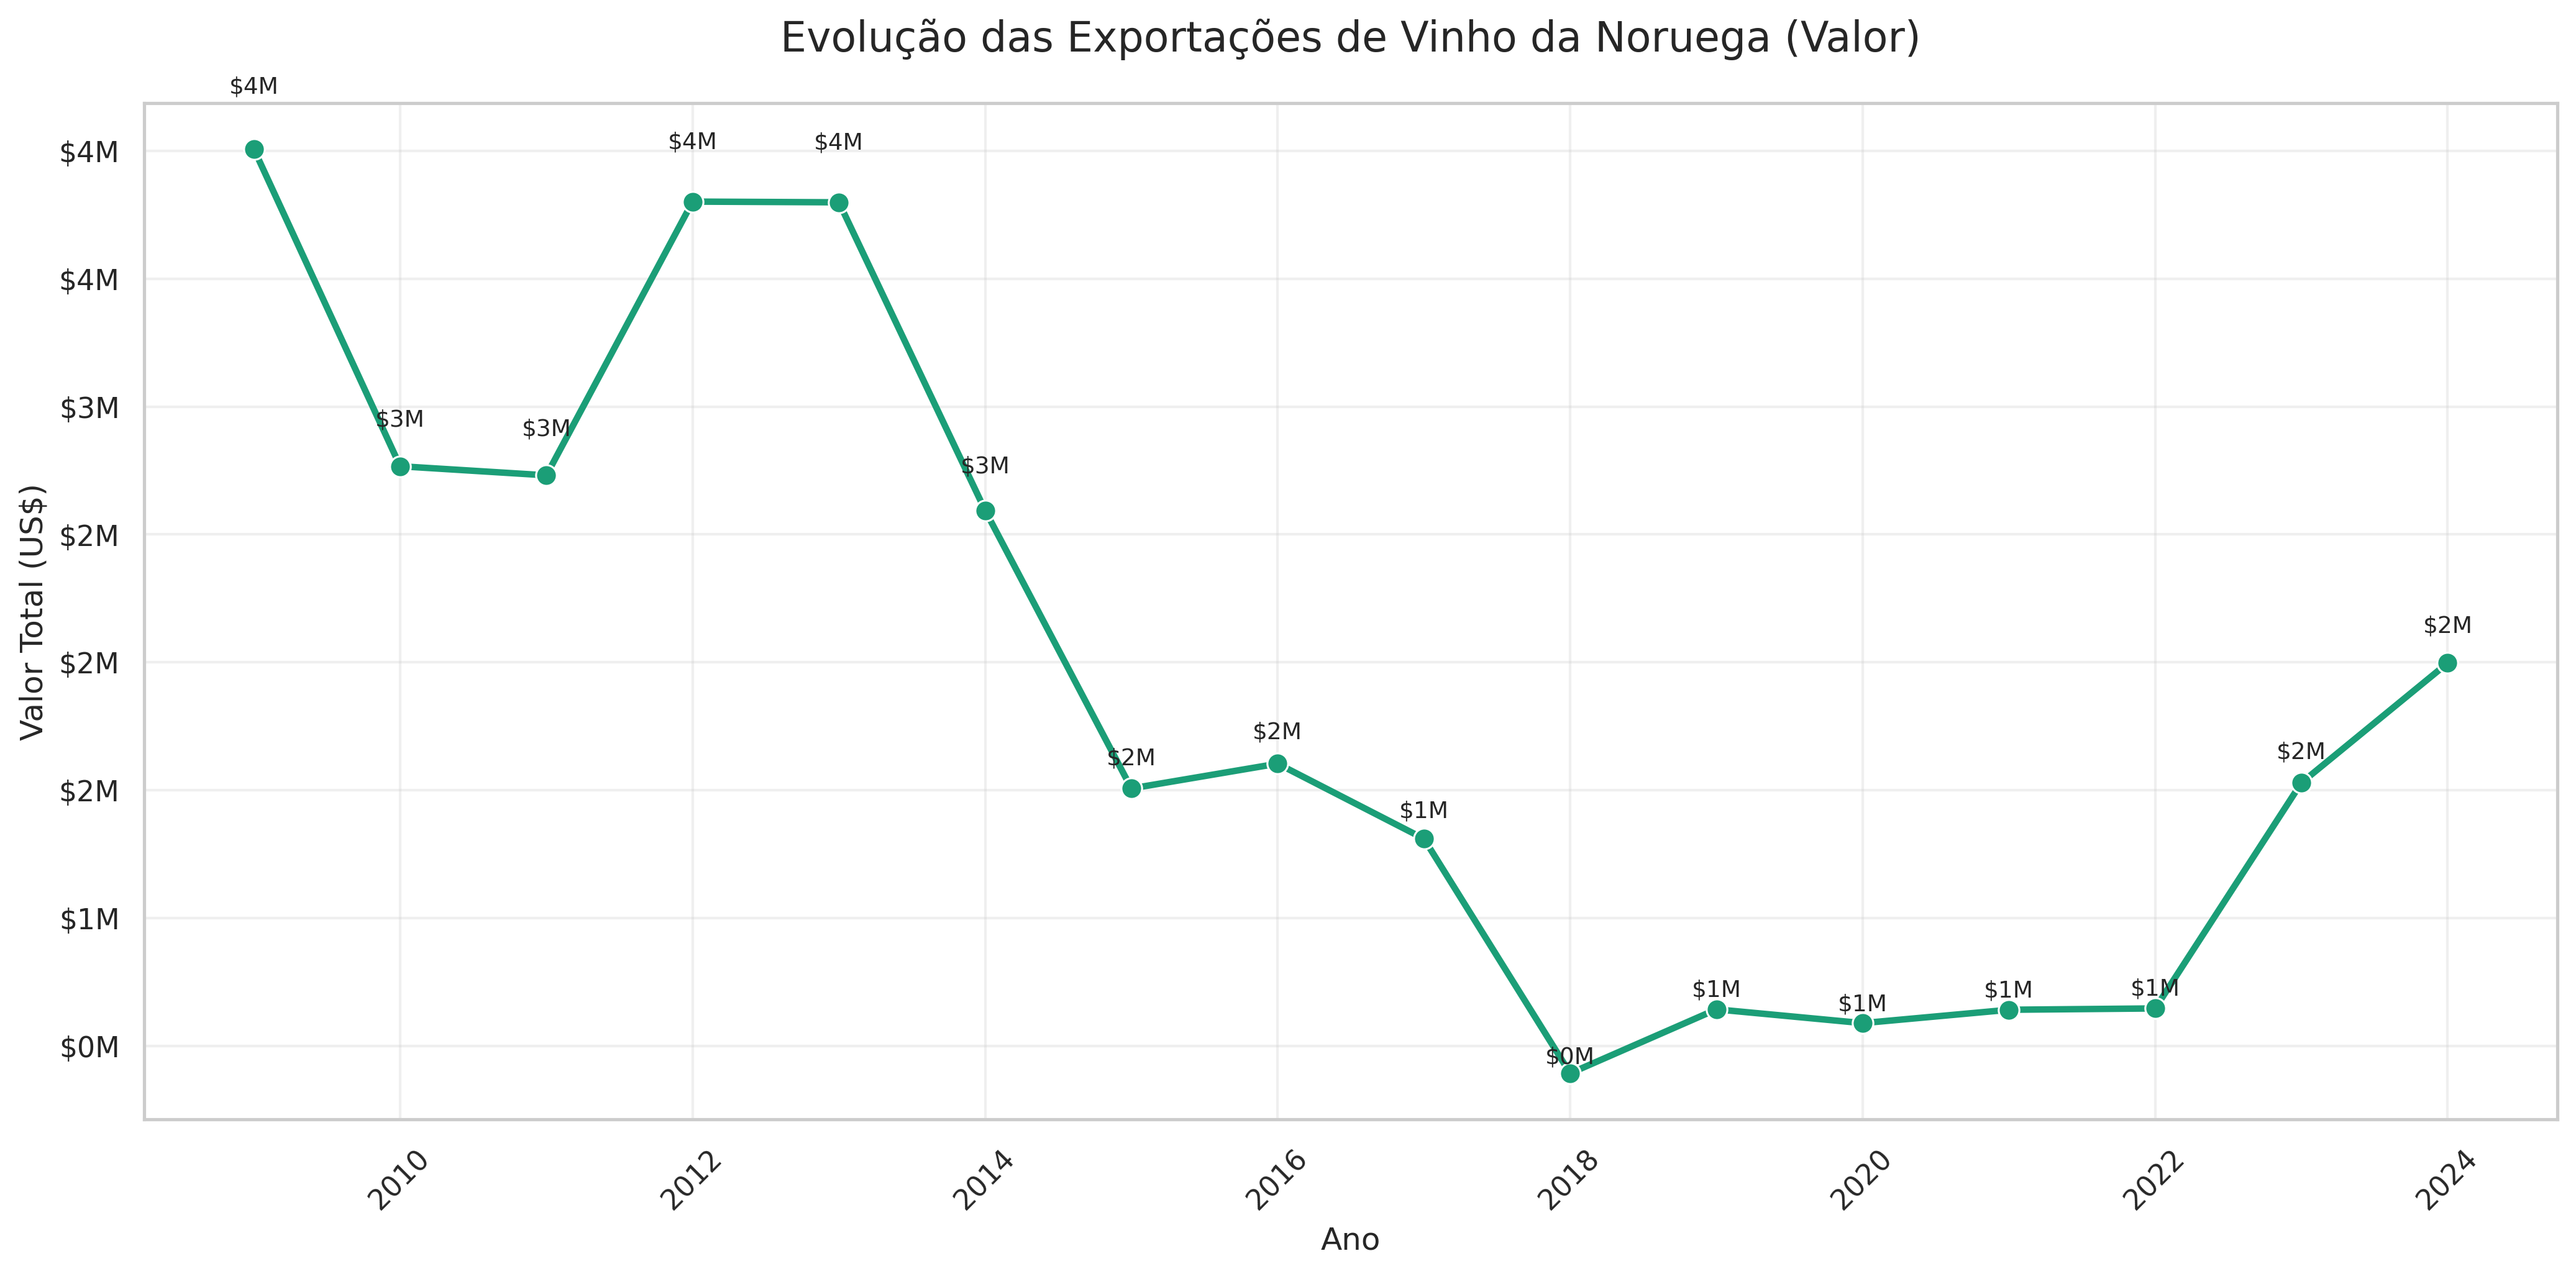 Evolução das Exportações de Vinho da Noruega (Valor)
$4M
$4M
$4M
$3M
$3M
$3M
$2M
$2M
$1M
$0M
$1M
$1M
$1M
$1M
$2M
$2M
Valor Total (US$)
$4M
$4M
$3M
$2M
$2M
$2M
$1M
$0M
2010
2012
2014
2016
2018
2020
2022
2024
Ano